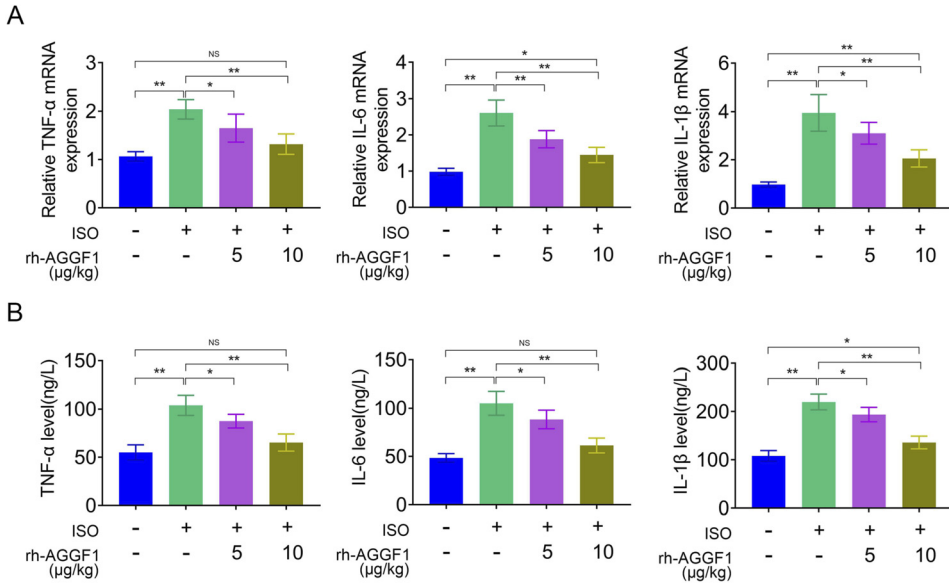 A
Relative TNF-α mRNA
expression
3
2
1
0
NS
**
**
*
ISO
- + + +
rh-AGGF1
(µg/kg)
- - 5 10
Relative IL-6 mRNA
expression
4
3
2
1
0
*
**
**
**
ISO
- + + +
rh-AGGF1
(µg/kg)
- - 5 10
Relative IL-1β mRNA
expression
6
4
2
0
**
**
**
*
ISO
- + + +
rh-AGGF1
(µg/kg)
- - 5 10
B
TNF-α level(ng/L)
150
100
50
0
NS
**
**
*
ISO
- + + +
rh-AGGF1
(µg/kg)
- - 5 10
IL-6 level(ng/L)
150
100
50
0
NS
**
**
*
ISO
- + + +
rh-AGGF1
(µg/kg)
- - 5 10
IL-1β level(ng/L)
300
200
100
0
*
**
**
*
ISO
- + + +
rh-AGGF1
(µg/kg)
- - 5 10